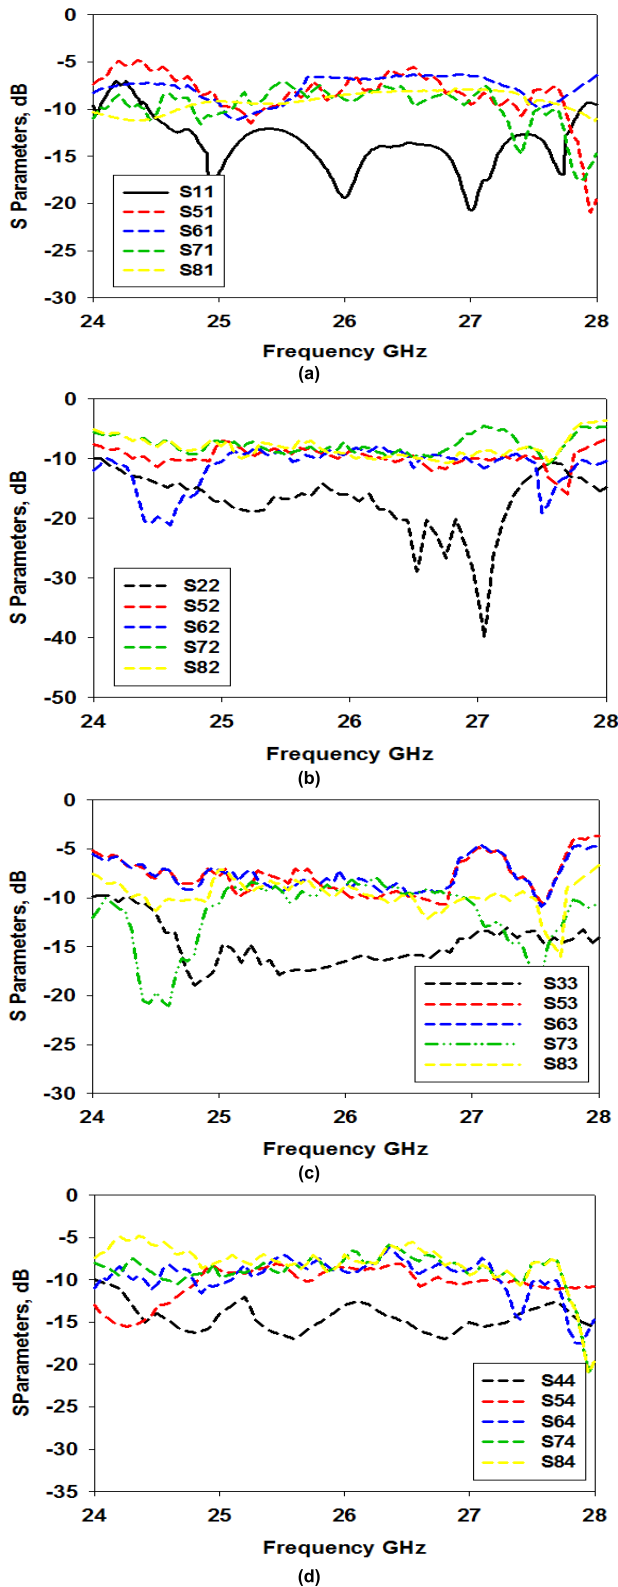 0
-5
-10
-15
-20
-25
-30
S Parameters, dB
S11
S51
S61
S71
S81
24 25 26 27 28
Frequency GHz
(a)
0
-10
-20
-30
-40
-50
S Parameters, dB
S22
S52
S62
S72
S82
24 25 26 27 28
Frequency GHz
(b)
0
-5
-10
-15
-20
-25
-30
S Parameters, dB
S33
S53
S63
S73
S83
24 25 26 27 28
Frequency GHz
(c)
0
-5
-10
-15
-20
-25
-30
-35
SParameters, dB
S44
S54
S64
S74
S84
24 25 26 27 28
Frequency GHz
(d)